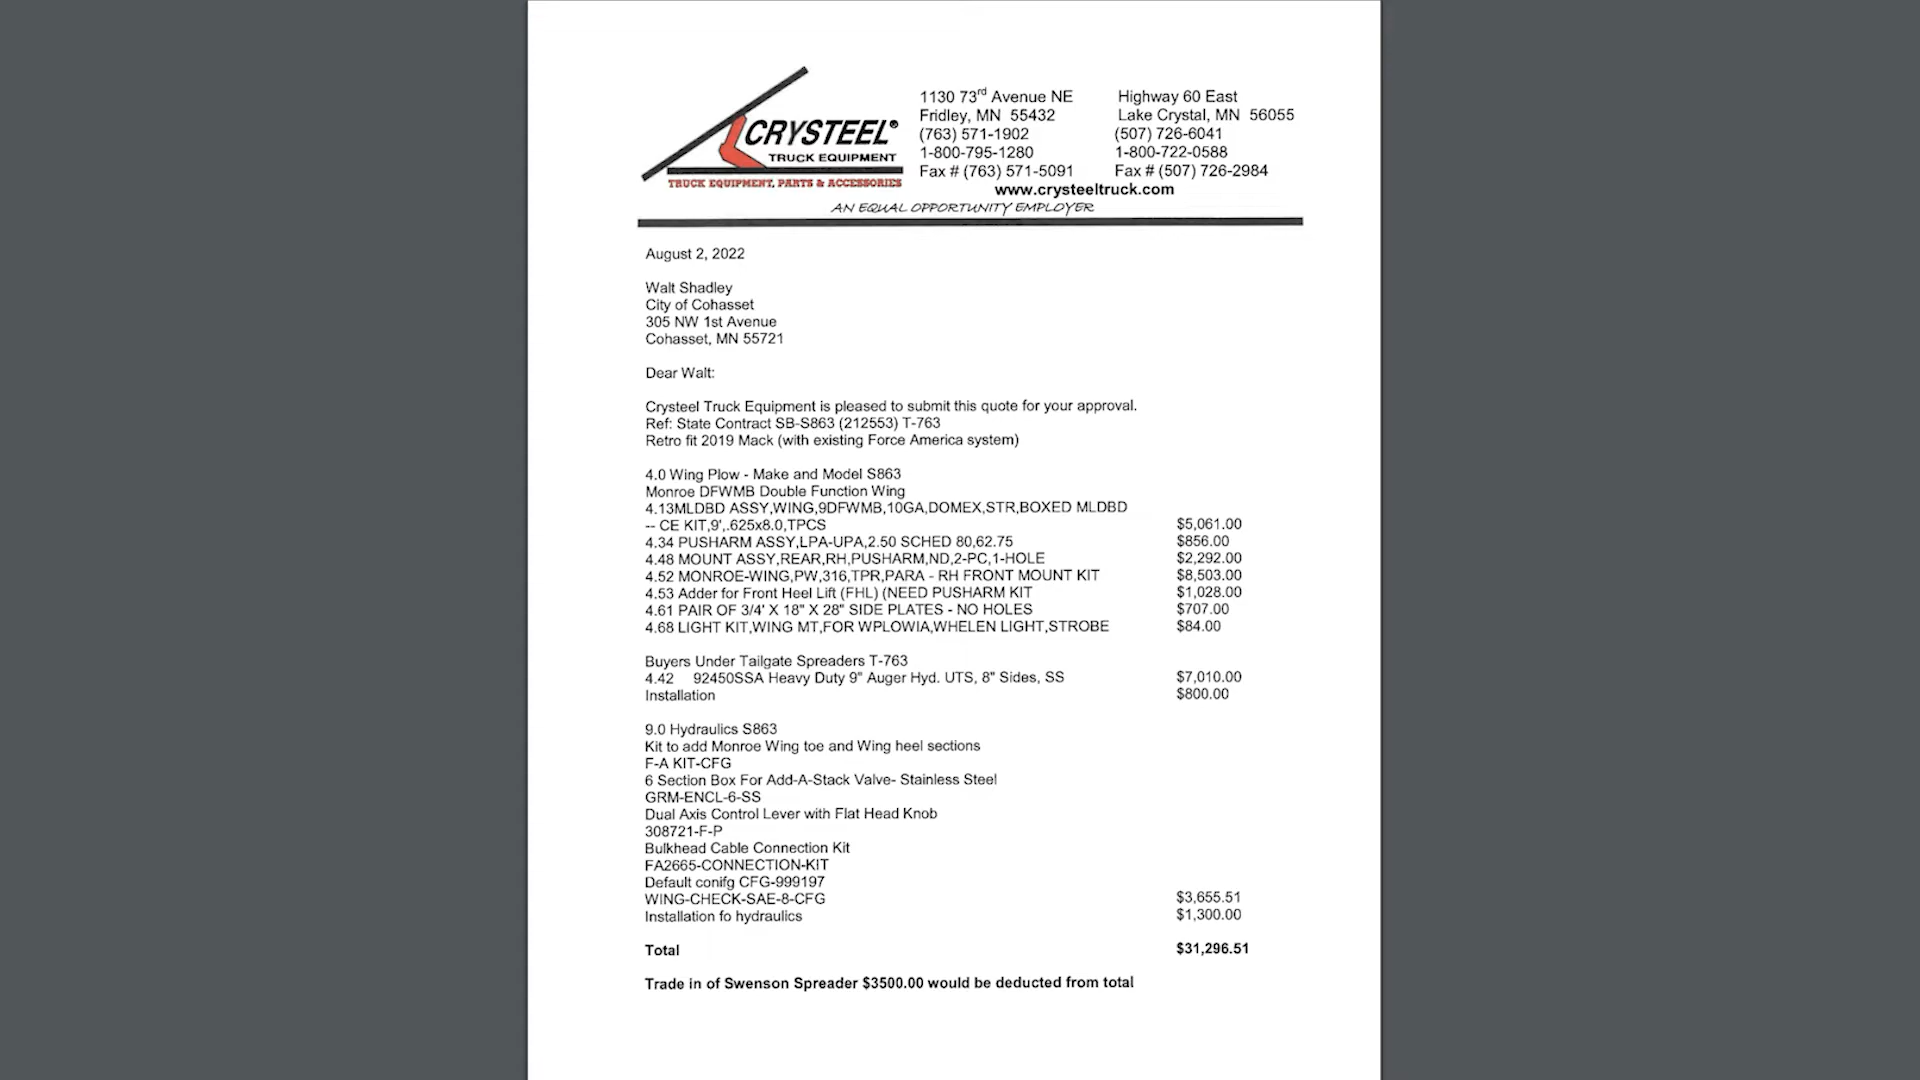 CRYSTEEL®
TRUCK EQUIPMENT
TRUCK EQUIPMENT, PARTS & ACCESSORIES
1130 73rd Avenue NE
Fridley, MN 55432
(763) 571-1902
1-800-795-1280
Fax # (763) 571-5091
Highway 60 East
Lake Crystal, MN 56055
(507) 726-6041
1-800-722-0588
Fax # (507) 726-2984
www.crysteeltruck.com
AN EQUAL OPPORTUNITY EMPLOYER
August 2, 2022
Walt Shadley
City of Cohasset
305 NW 1st Avenue
Cohasset, MN 55721
Dear Walt:
Crysteel Truck Equipment is pleased to submit this quote for your approval.
Ref: State Contract SB-S863 (212553) T-763
Retro fit 2019 Mack (with existing Force America system)
4.0 Wing Plow - Make and Model S863
Monroe DFWMB Double Function Wing
4.13MLDBD ASSY,WING,9DFWMB,10GA,DOMEX,STR,BOXED MLDBD
-- CE KIT,9',.625x8.0,TPCS $5,061.00
4.34 PUSHARM ASSY,LPA-UPA,2.50 SCHED 80,62.75 $856.00
4.48 MOUNT ASSY,REAR,RH,PUSHARM,ND,2-PC,1-HOLE $2,292.00
4.52 MONROE-WING,PW,316,TPR,PARA - RH FRONT MOUNT KIT $8,503.00
4.53 Adder for Front Heel Lift (FHL) (NEED PUSHARM KIT $1,028.00
4.61 PAIR OF 3/4' X 18" X 28" SIDE PLATES - NO HOLES $707.00
4.68 LIGHT KIT,WING MT,FOR WPLOWIA,WHELEN LIGHT,STROBE $84.00
Buyers Under Tailgate Spreaders T-763
4.42 92450SSA Heavy Duty 9" Auger Hyd. UTS, 8" Sides, SS $7,010.00
Installation $800.00
9.0 Hydraulics S863
Kit to add Monroe Wing toe and Wing heel sections
F-A KIT-CFG
6 Section Box For Add-A-Stack Valve- Stainless Steel
GRM-ENCL-6-SS
Dual Axis Control Lever with Flat Head Knob
308721-F-P
Bulkhead Cable Connection Kit
FA2665-CONNECTION-KIT
Default conifg CFG-999197
WING-CHECK-SAE-8-CFG $3,655.51
Installation fo hydraulics $1,300.00
Total $31,296.51
Trade in of Swenson Spreader $3500.00 would be deducted from total